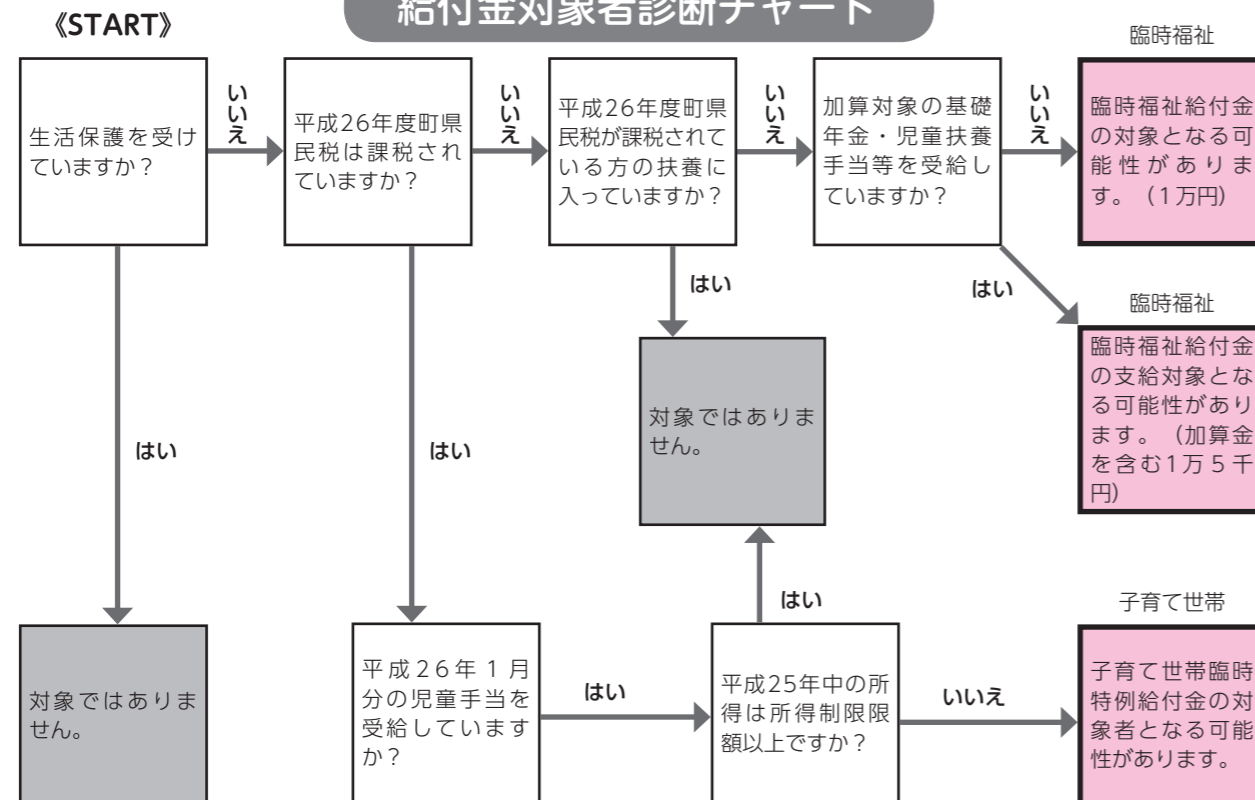 給付金対象者診断チャート
《START》
生活保護を受け
ていますか？
いいえ
平成26年度町県
民税は課税され
ていますか？
いいえ
平成26年度町県
民税が課税されて
いる方の扶養に
入っていますか？
いいえ
加算対象の基礎
年金・児童扶養
手当等を受給し
ていますか？
いいえ
臨時福祉
臨時福祉給付金
の対象となる可
能性がありま
す。（1万円）
はい
はい
臨時福祉
臨時福祉給付金
の支給対象とな
る可能性があり
ます。（加算金
を含む1万5千
円）
対象ではありま
せん。
はい
はい
はい
対象ではありま
せん。
平成26年1月
分の児童手当を
受給しています
か？
はい
平成25年中の所
得は所得制限限
額以上ですか？
いいえ
子育て世帯
子育て世帯臨時
特例給付金の対
象者となる可能
性があります。